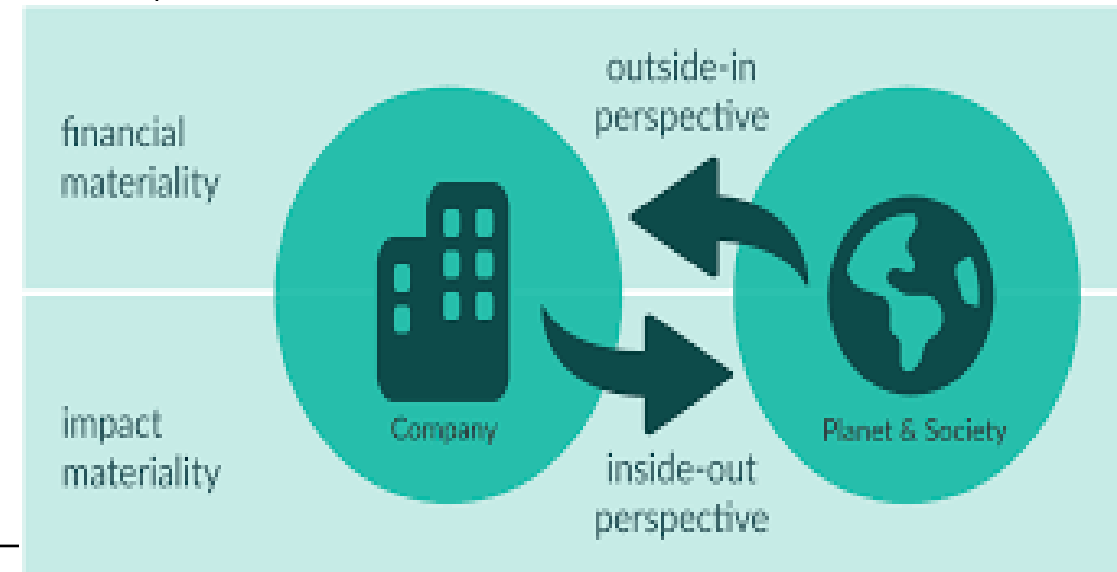 financial
materiality
outside-in
perspective
Company
Planet & Society
impact
materiality
inside-out
perspective